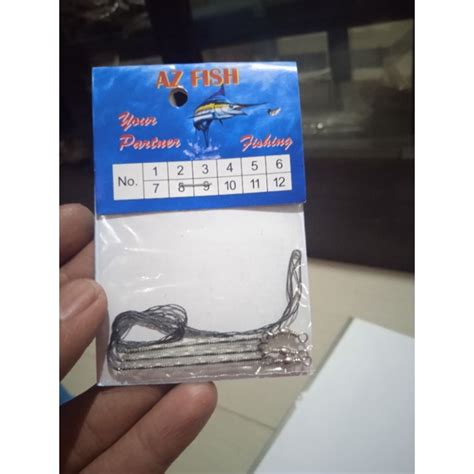 AZ FISH
Your
Partner Fishing
No. 1 2 3 4 5 6
7 8 9 10 11 12